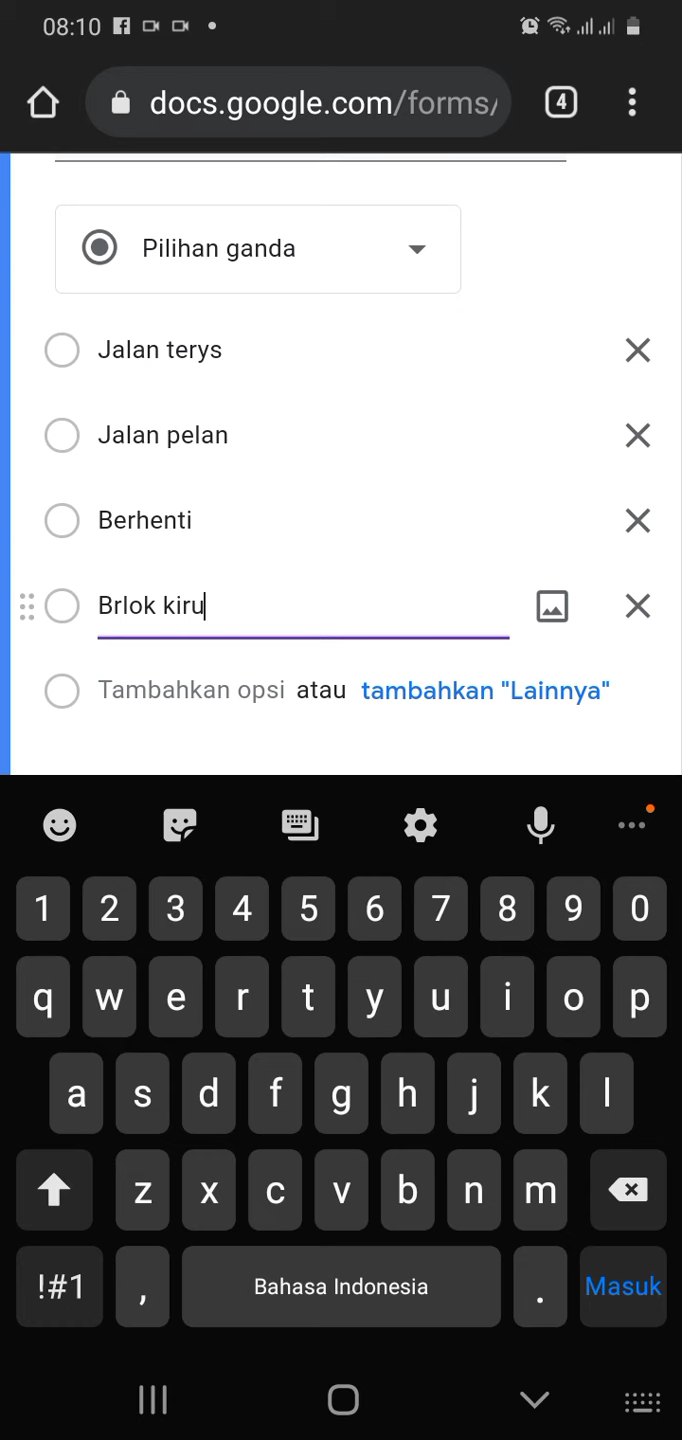 08:10
docs.google.com/forms/
4
Pilihan ganda
Jalan terys
Jalan pelan
Berhenti
Brlok kiru
Tambahkan opsi atau tambahkan "Lainnya"
1 2 3 4 5 6 7 8 9 0
q w e r t y u i o p
a s d f g h j k l
z x c v b n m
!#1 , Bahasa Indonesia . Masuk